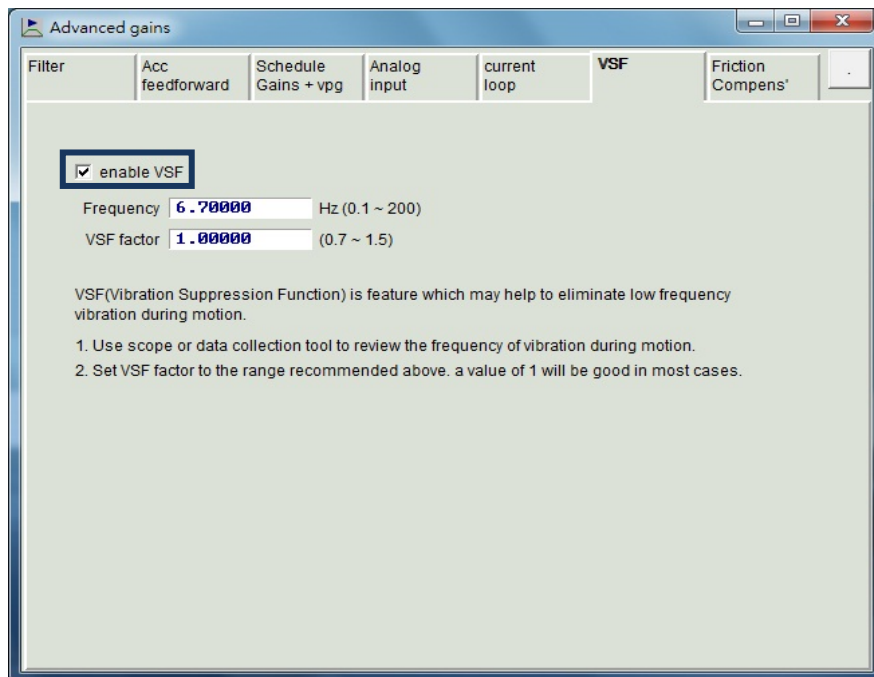 Advanced gains
Filter
Acc
feedforward
Schedule
Gains + vpg
Analog
input
current
loop
VSF
Friction
Compens'
.
enable VSF
Frequency 6.70000 Hz (0.1 ~ 200)
VSF factor 1.00000 (0.7 ~ 1.5)
VSF(Vibration Suppression Function) is feature which may help to eliminate low frequency
vibration during motion.
1. Use scope or data collection tool to review the frequency of vibration during motion.
2. Set VSF factor to the range recommended above. a value of 1 will be good in most cases.